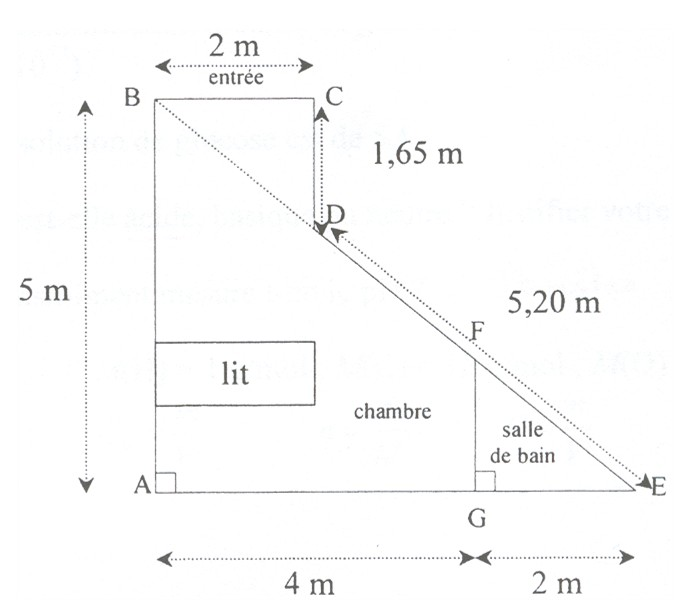 2 m
entrée
B
C
1,65 m
D
5 m
5,20 m
F
lit
chambre
salle
de bain
A
E
G
4 m
2 m